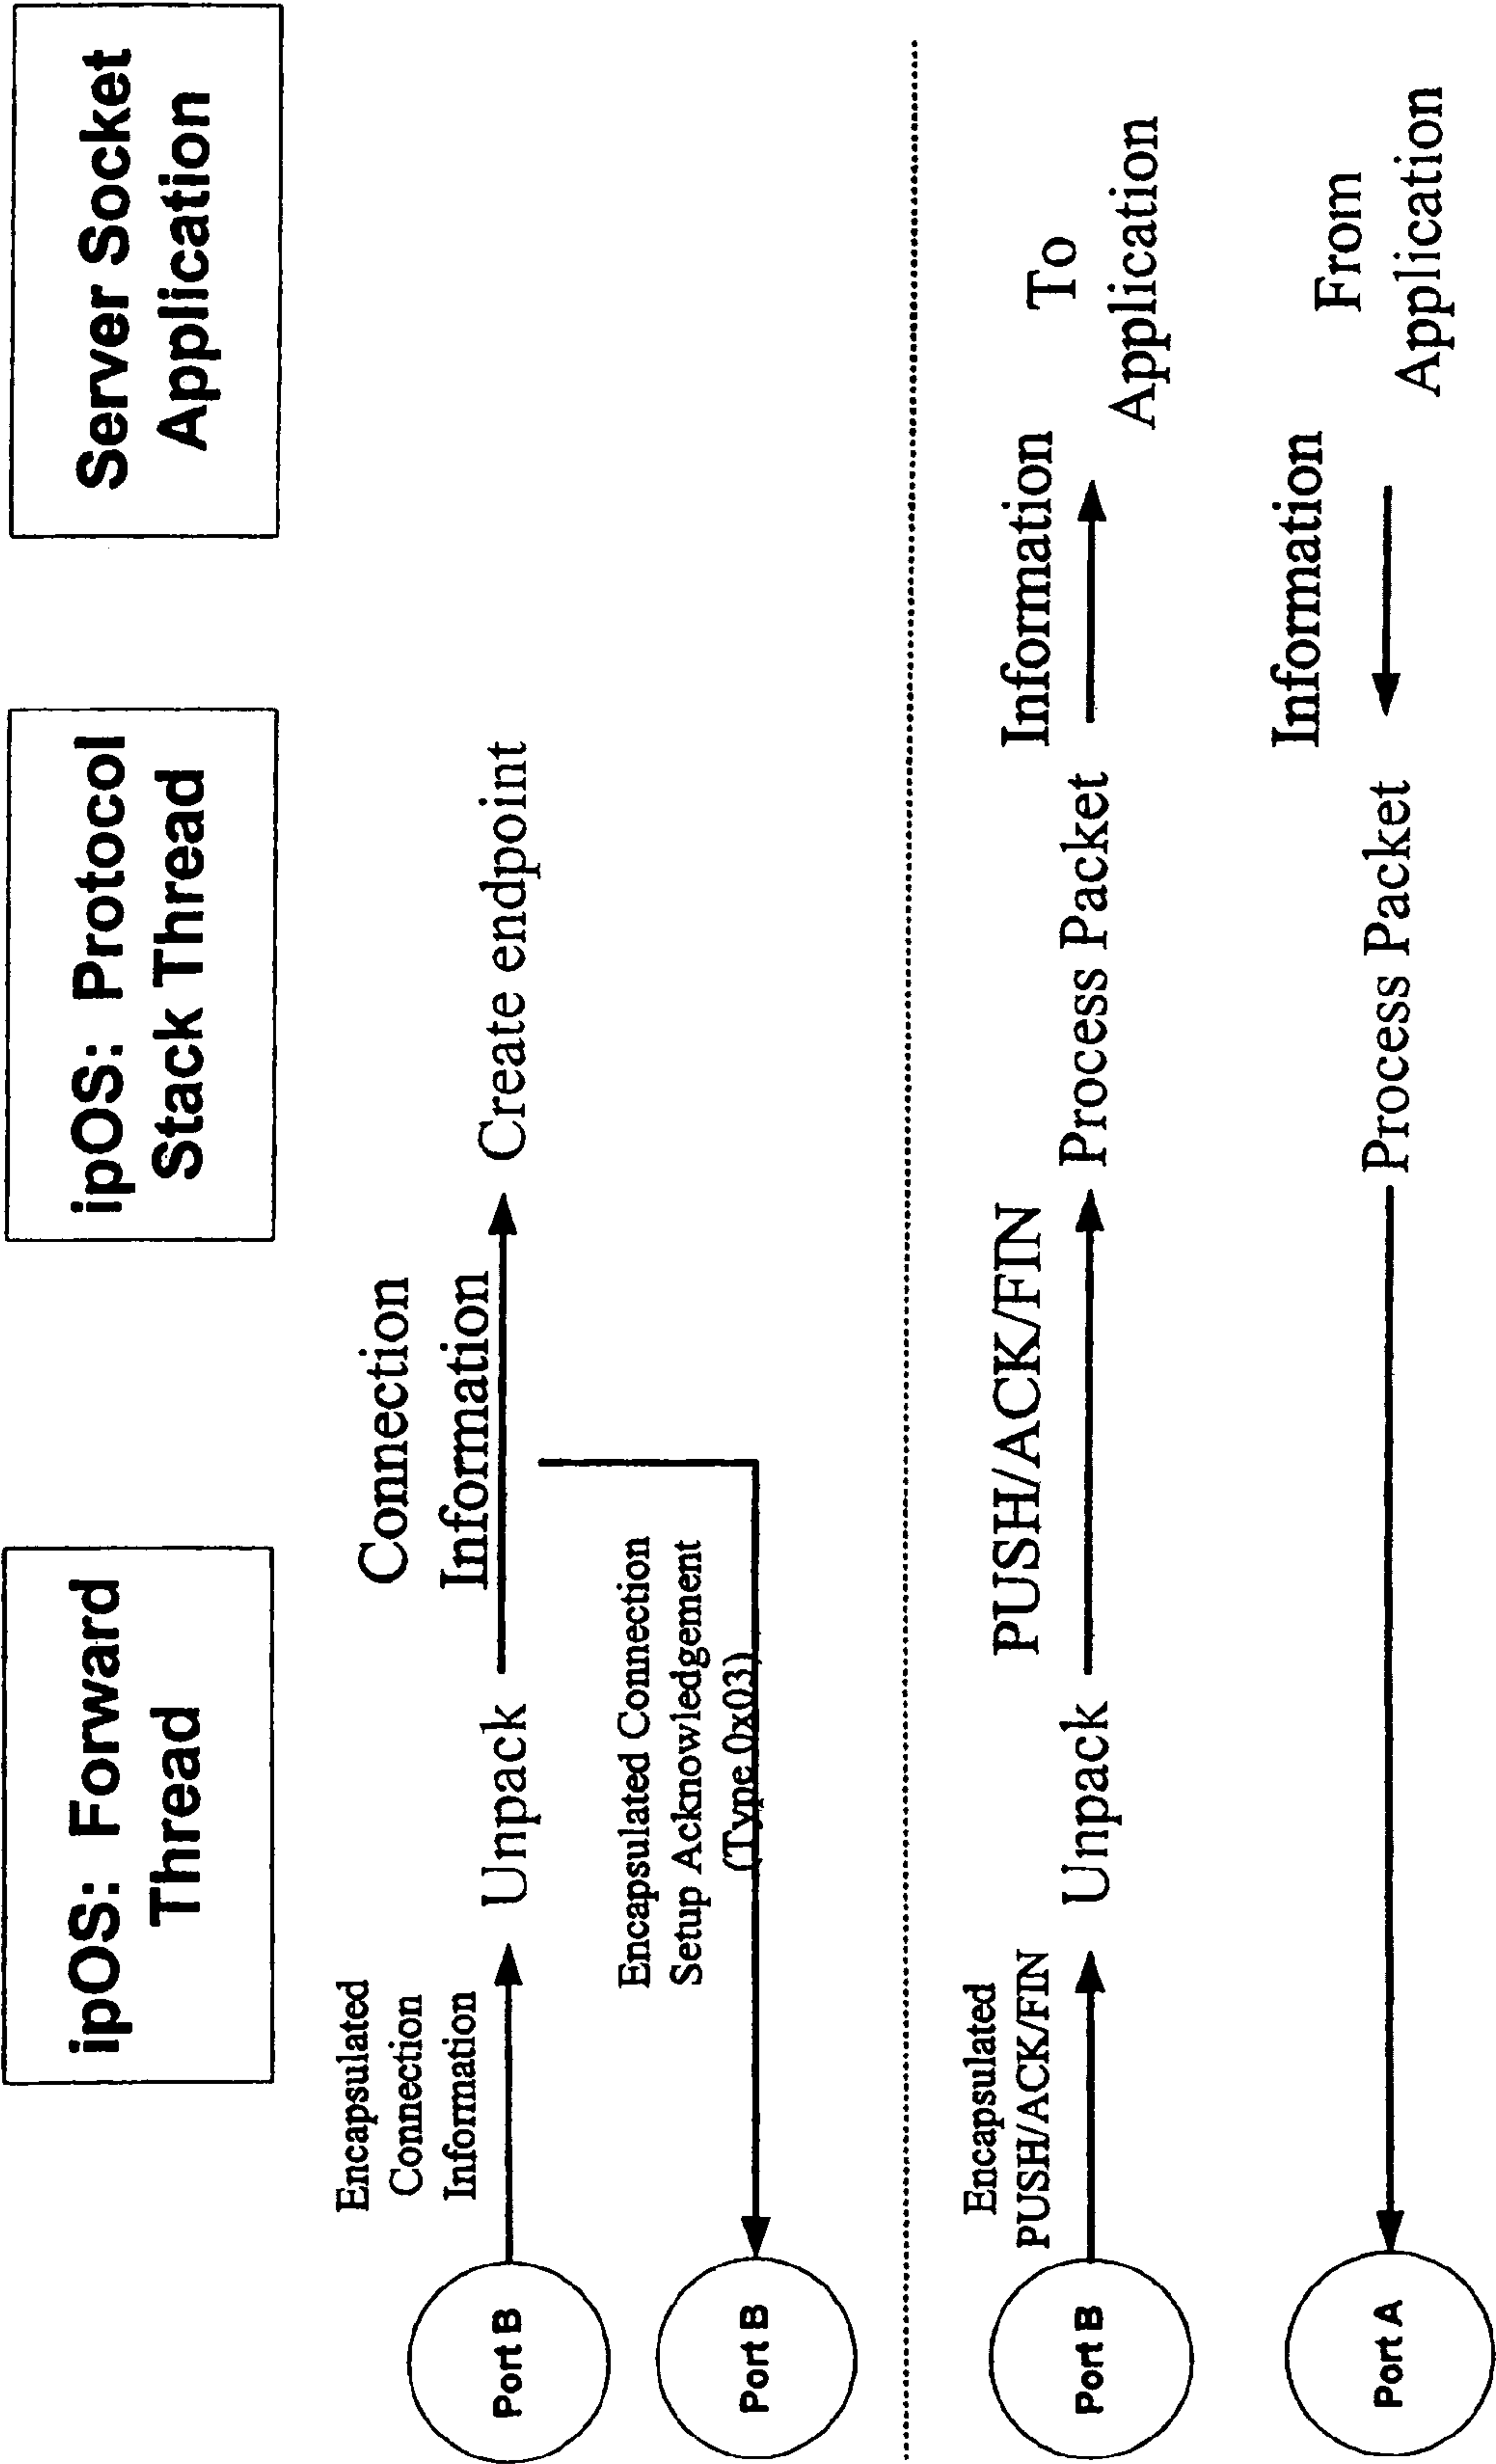 ipOS: Forward
Thread
ipOS: Protocol
Stack Thread
Server Socket
Application
Encapsulated
Connection
Information
Port B
Unpack
Connection
Information
Create endpoint
Encapsulated Connection
Setup Acknowledgement
(Type 0x03)
Port B
Encapsulated
PUSH/ACK/FIN
Port B
Unpack
PUSH/ACK/FIN
Process Packet
Information
To
Application
Port A
Process Packet
Information
From
Application